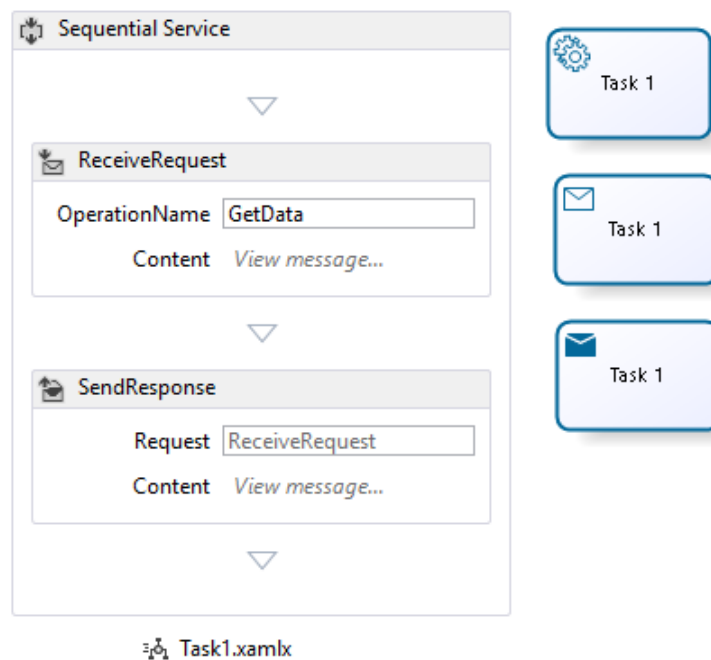 Sequential Service
ReceiveRequest
OperationName GetData
Content View message...
SendResponse
Request ReceiveRequest
Content View message...
Task1.xamlx
Task 1
Task 1
Task 1